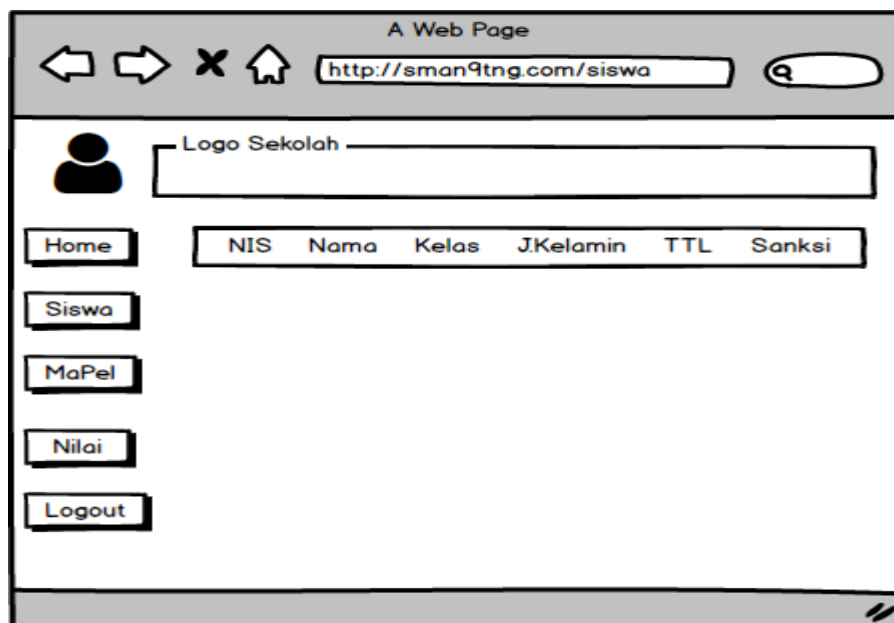 A Web Page
http://sman9tng.com/siswa
Logo Sekolah
Home
NIS Nama Kelas J.Kelamin TTL Sanksi
Siswa
MaPel
Nilai
Logout